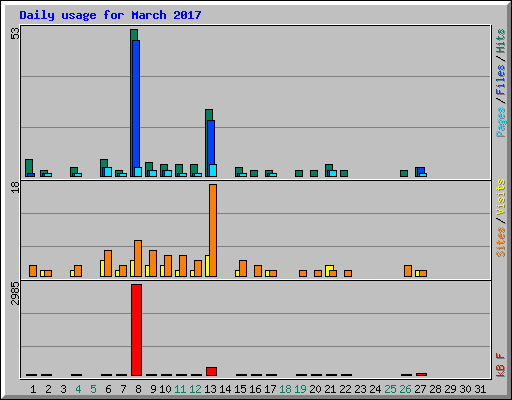 Daily usage for March 2017
53
18
2985
Pages / Files / Hits
Sites / Visits
kB F
1 2 3 4 5 6 7 8 9 10 11 12 13 14 15 16 17 18 19 20 21 22 23 24 25 26 27 28 29 30 31